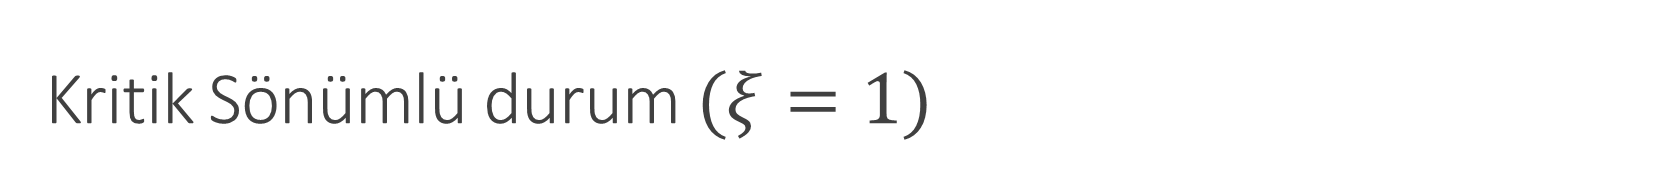 Kritik Sönümlü durum (ξ = 1)